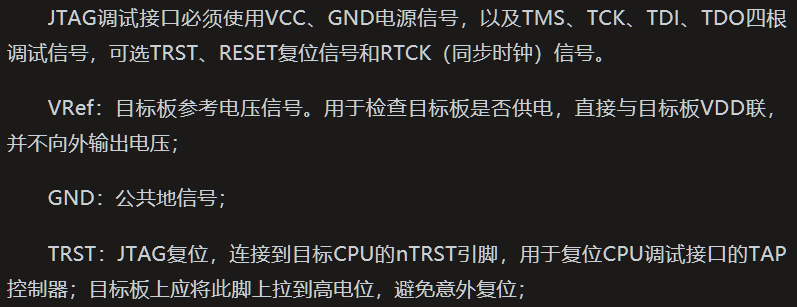 JTAG调试接口必须使用VCC、GND电源信号，以及TMS、TCK、TDI、TDO四根
调试信号，可选TRST、RESET复位信号和RTCK（同步时钟）信号。
VRef：目标板参考电压信号。用于检查目标板是否供电，直接与目标板VDD联，
并不向外输出电压；
GND：公共地信号；
TRST：JTAG复位，连接到目标CPU的nTRST引脚，用于复位CPU调试接口的TAP
控制器；目标板上应将此脚上拉到高电位，避免意外复位；